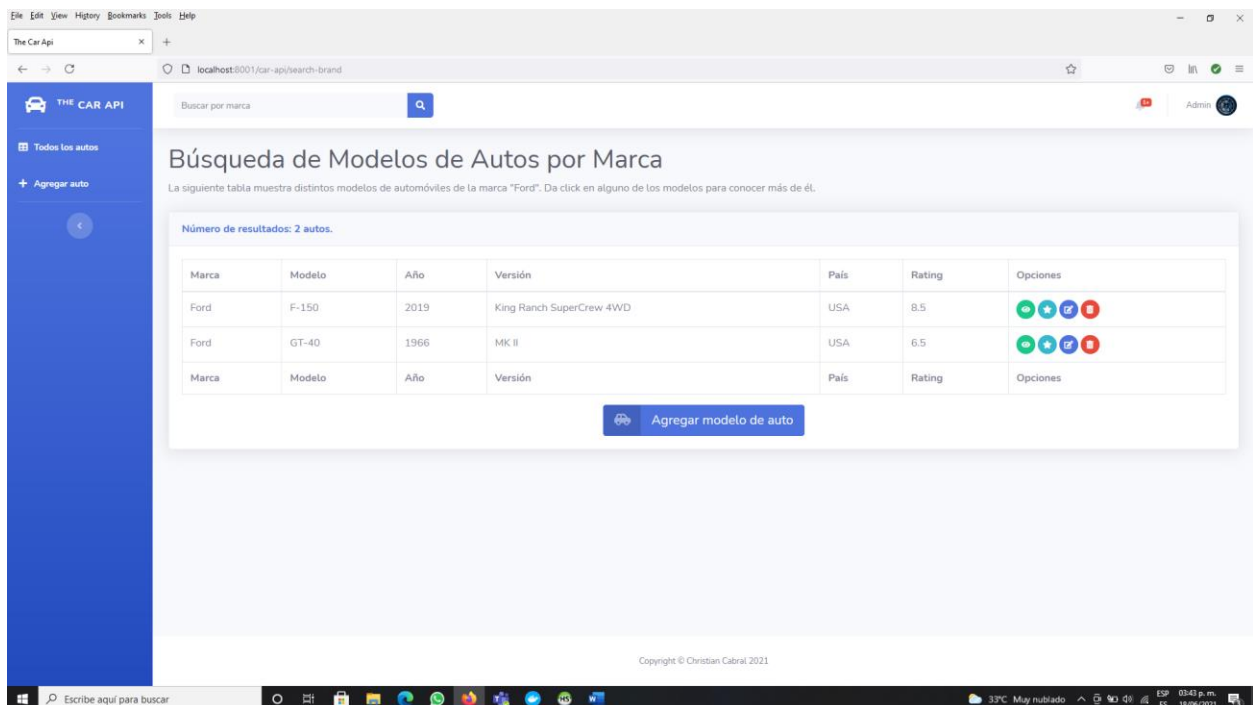 File Edit View History Bookmarks Tools Help
The Car Api
localhost:8001/car-api/search-brand
THE CAR API
Buscar por marca
Admin
Todos los autos
Agregar auto
Búsqueda de Modelos de Autos por Marca
La siguiente tabla muestra distintos modelos de automóviles de la marca "Ford". Da click en alguno de los modelos para conocer más de él.
Número de resultados: 2 autos.
Marca Modelo Año Versión País Rating Opciones
Ford F-150 2019 King Ranch SuperCrew 4WD USA 8.5
Ford GT-40 1966 MK II USA 6.5
Marca Modelo Año Versión País Rating Opciones
Agregar modelo de auto
Copyright © Christian Cabral 2021
Escribe aquí para buscar
33°C Muy nublado
ESP 03:43 p. m.
ES 18/06/2021